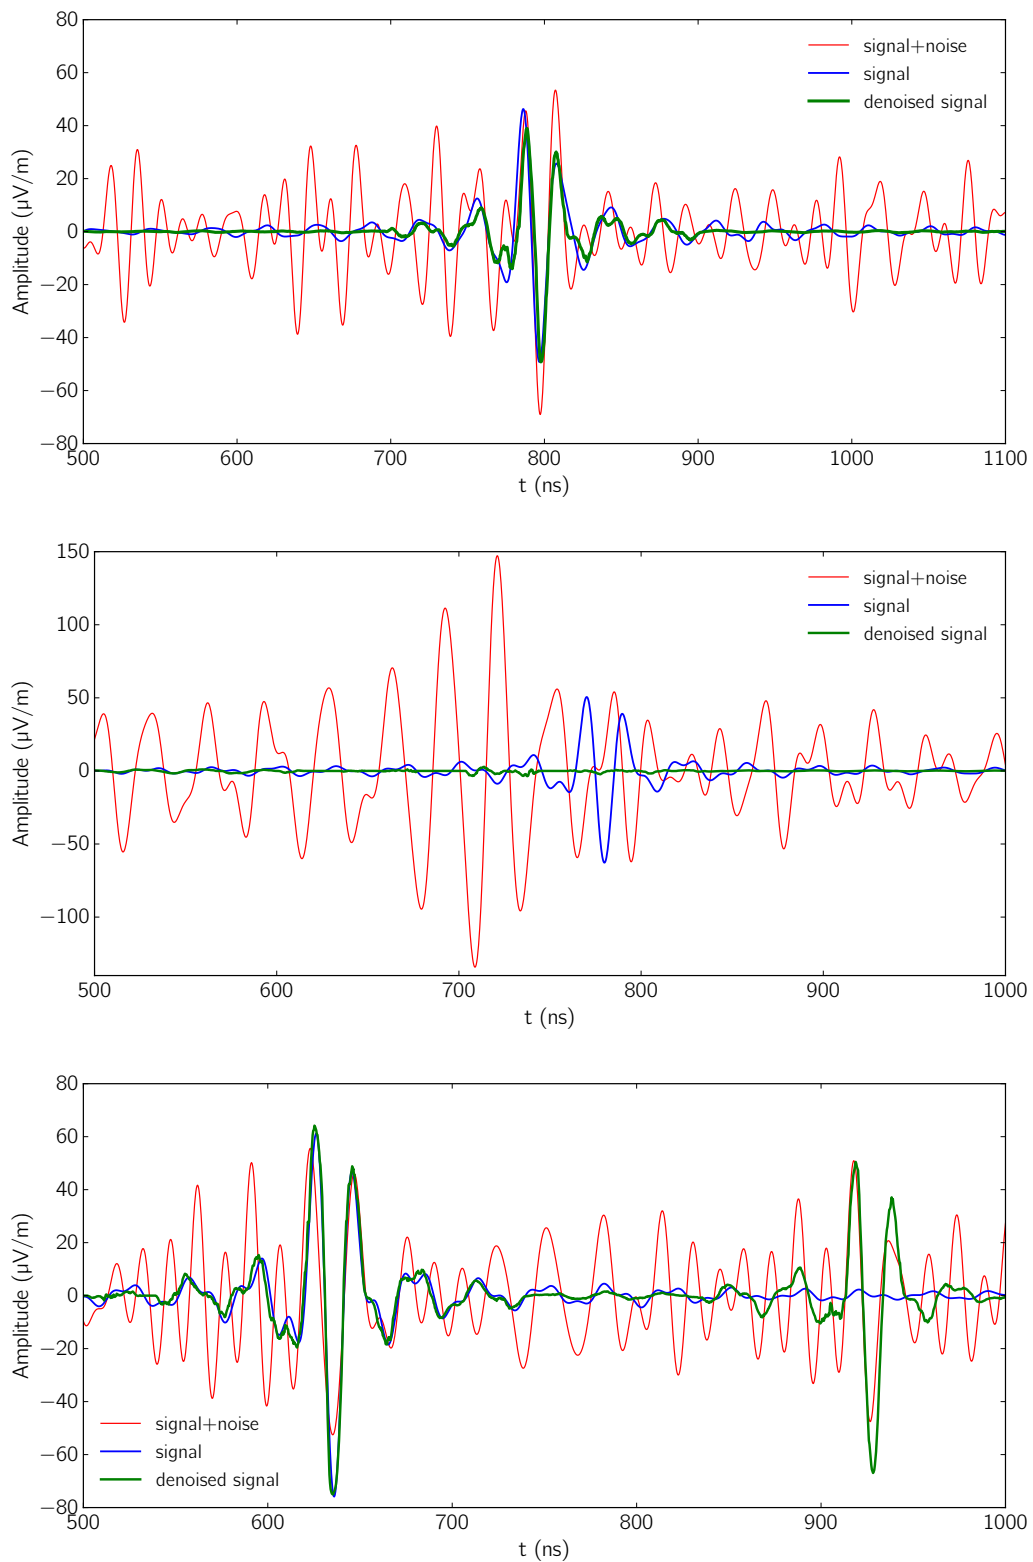 80
60
40
20
0
−20
−40
−60
−80
Amplitude (µV/m)
signal+noise
signal
denoised signal
500 600 700 800 900 1000 1100
t (ns)
150
100
50
0
−50
−100
Amplitude (µV/m)
signal+noise
signal
denoised signal
500 600 700 800 900 1000
t (ns)
80
60
40
20
0
−20
−40
−60
−80
Amplitude (µV/m)
signal+noise
signal
denoised signal
500 600 700 800 900 1000
t (ns)